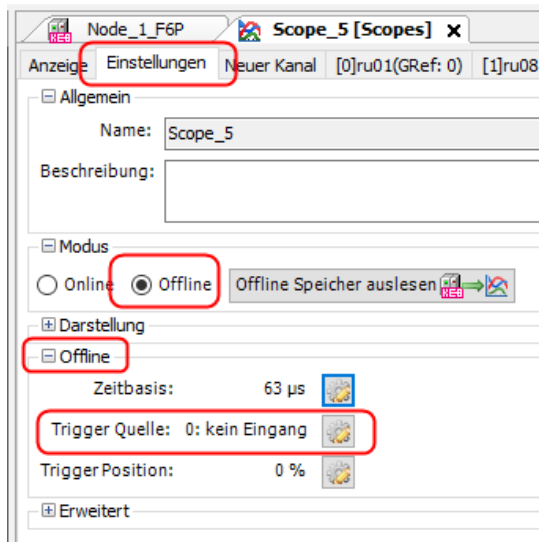 KEB Node_1_F6P Scope_5 [Scopes] x
Anzeige Einstellungen Neuer Kanal [0]ru01(GRef: 0) [1]ru08
Allgemein
Name: Scope_5
Beschreibung:
Modus
Online Offline Offline Speicher auslesen KEB
Darstellung
Offline
Zeitbasis: 63 µs
Trigger Quelle: 0: kein Eingang
Trigger Position: 0 %
Erweitert